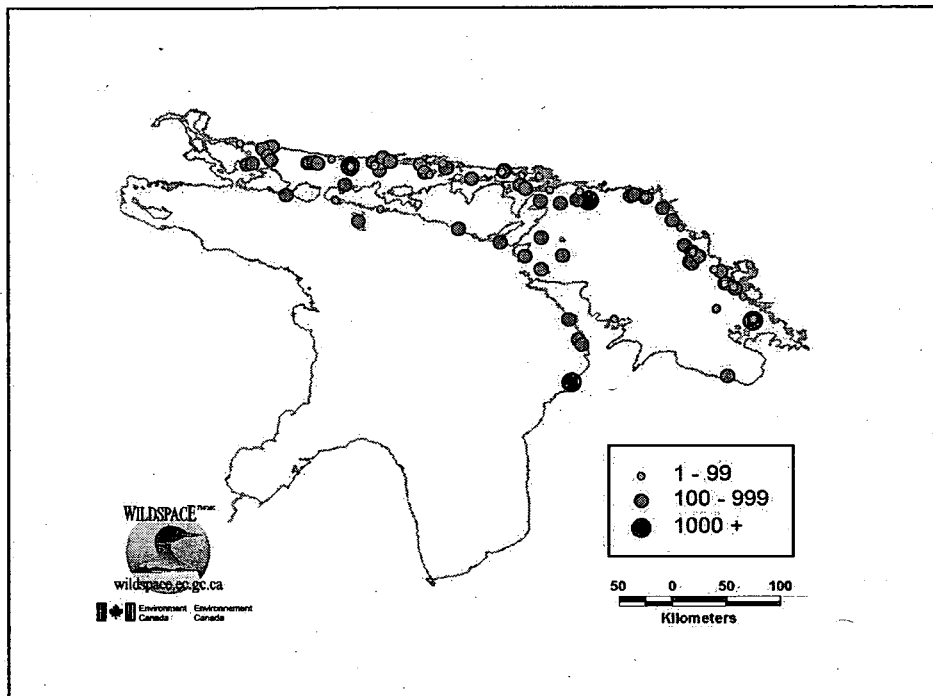 1 - 99
100 - 999
1000 +
WILDSPACE
wildspace.ec.gc.ca
Environment Canada
Environnement Canada
50 0 50 100
Kilometers